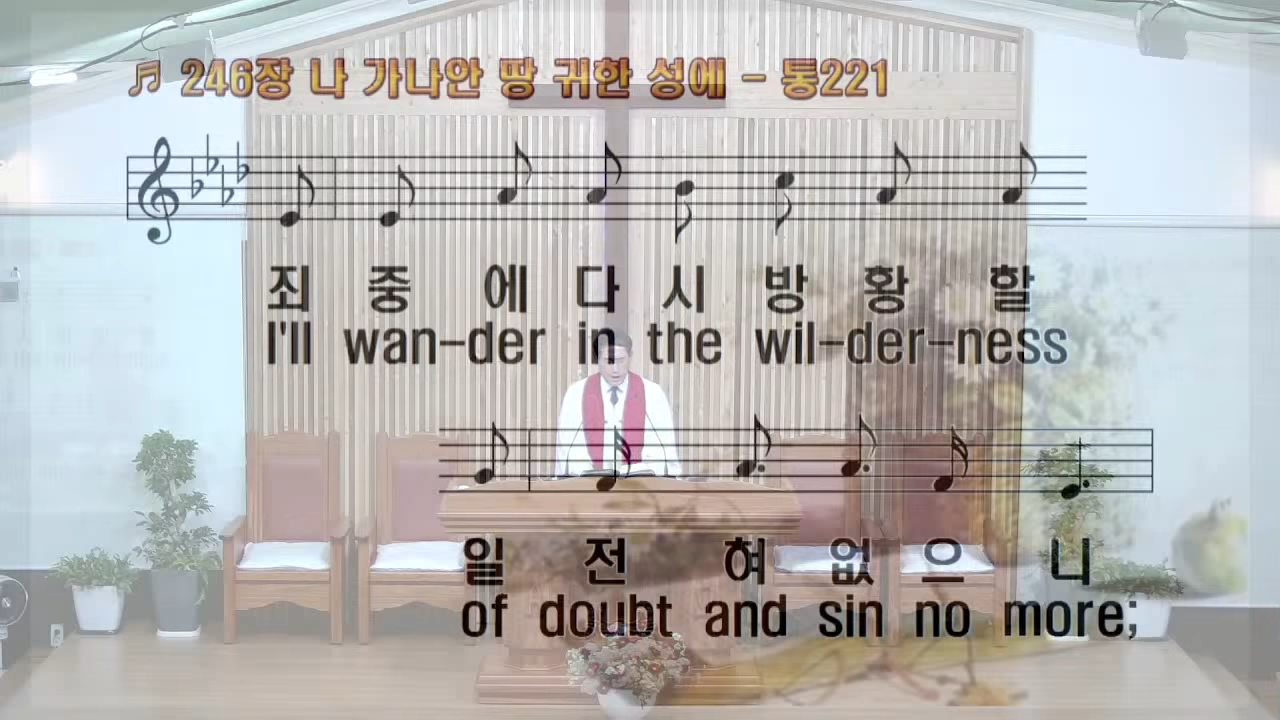 ♬ 246장 나 가나안 땅 귀한 성에 - 통221
죄 중 에 다 시 방 황 할
I'll wan-der in the wil-der-ness
일 전 혀 없 으 니
of doubt and sin no more;